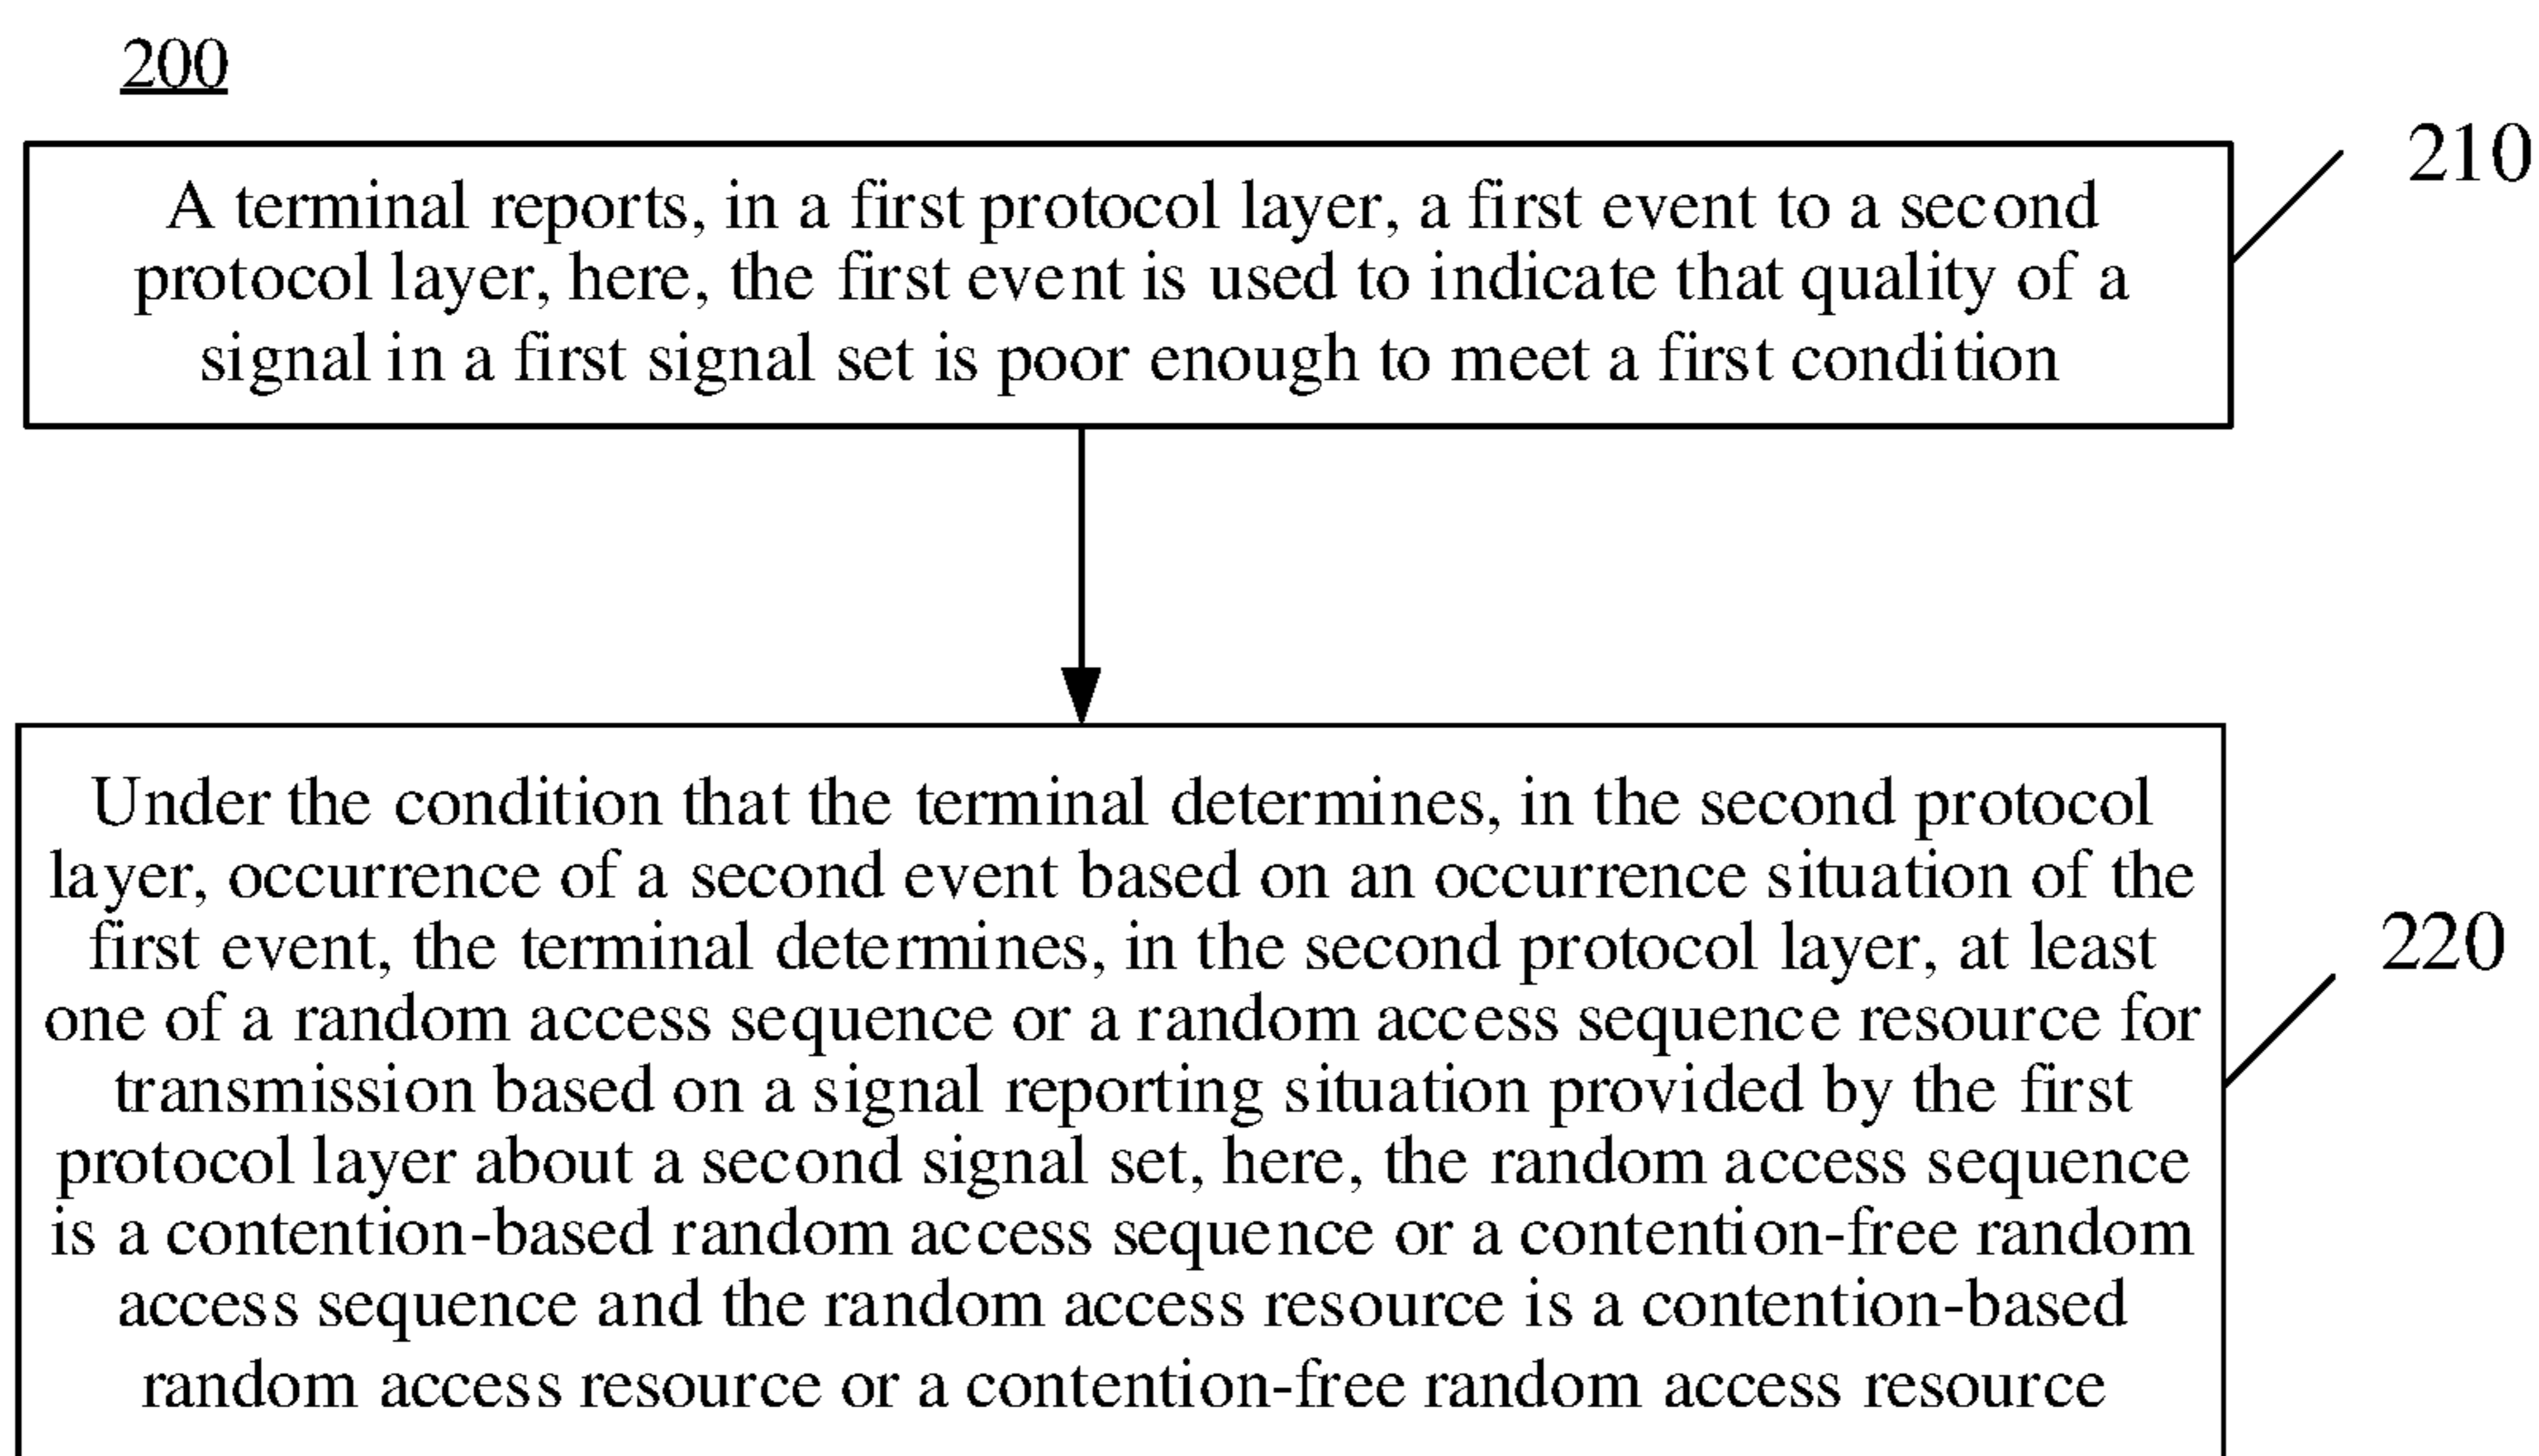 200
210
A terminal reports, in a first protocol layer, a first event to a second
protocol layer, here, the first event is used to indicate that quality of a
signal in a first signal set is poor enough to meet a first condition
Under the condition that the terminal determines, in the second protocol
layer, occurrence of a second event based on an occurrence situation of the
first event, the terminal determines, in the second protocol layer, at least
one of a random access sequence or a random access sequence resource for
transmission based on a signal reporting situation provided by the first
protocol layer about a second signal set, here, the random access sequence
is a contention-based random access sequence or a contention-free random
access sequence and the random access resource is a contention-based
random access resource or a contention-free random access resource
220